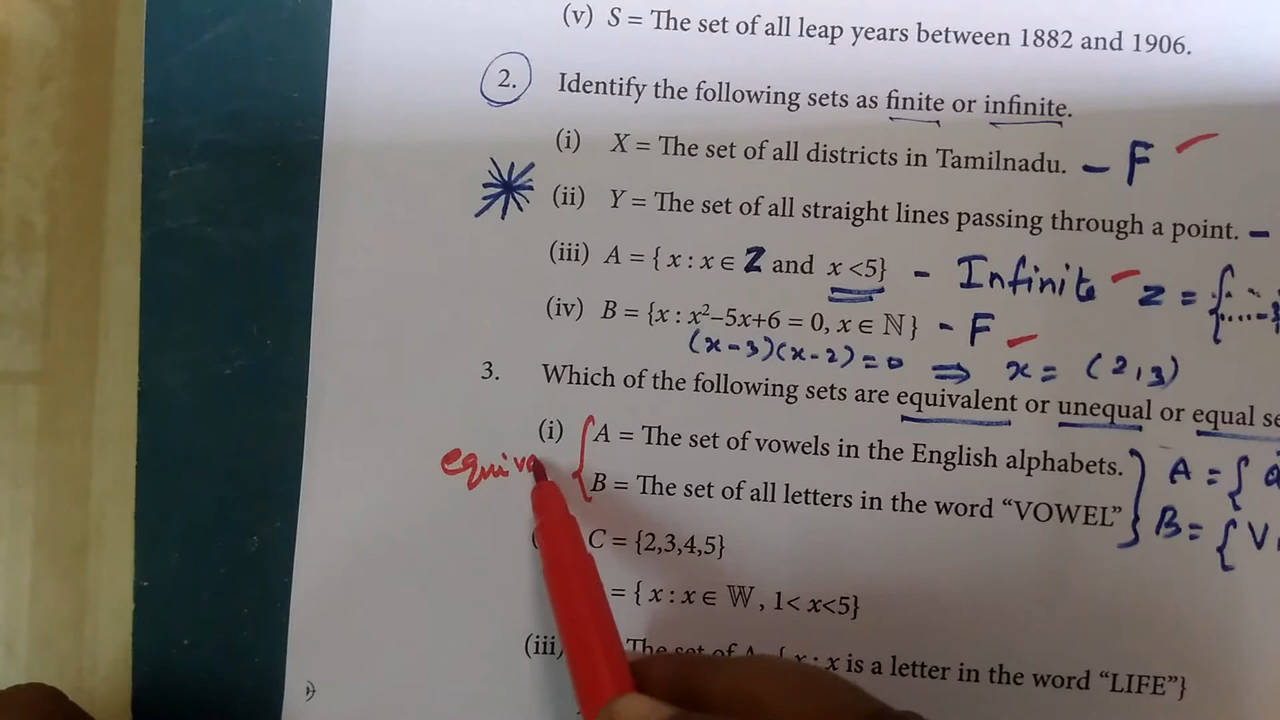 (v) S = The set of all leap years between 1882 and 1906.
2. Identify the following sets as finite or infinite.
(i) X = The set of all districts in Tamilnadu. – F
(ii) Y = The set of all straight lines passing through a point. –
(iii) A = { x : x ∈ Z and x <5} – Infinite Z = {....
(iv) B = {x : x²–5x+6 = 0, x ∈ ℕ } – F
(x-3)(x-2)=0 ⇒ x = (2,3)
3. Which of the following sets are equivalent or unequal or equal se
(i) { A = The set of vowels in the English alphabets. } A = { a
equiva
B = The set of all letters in the word “VOWEL” B = { V
C = {2,3,4,5}
= { x : x ∈ 𝕎 , 1< x<5}
(iii) The set of x is a letter in the word “LIFE”}